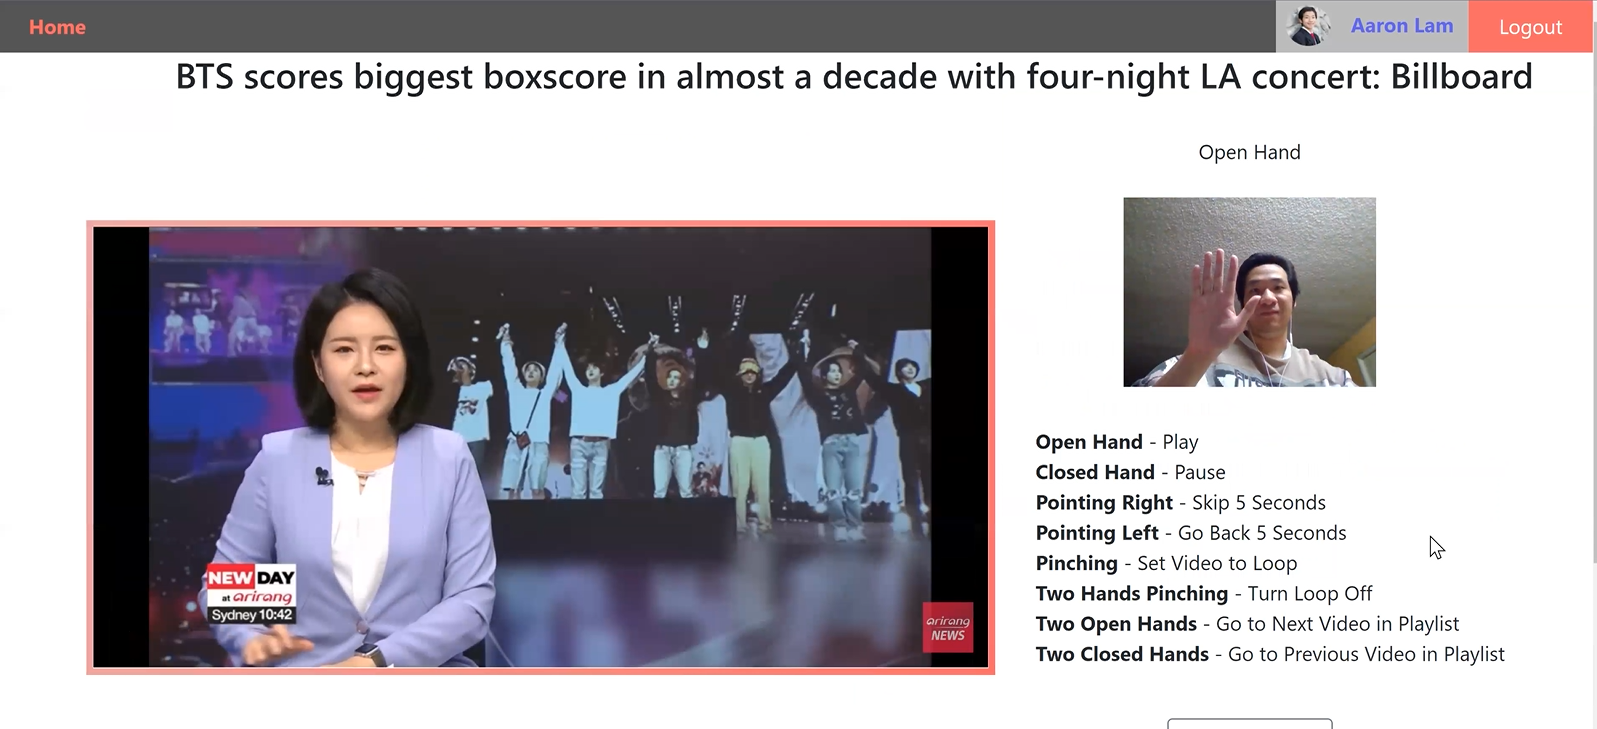 Home
Aaron Lam
Logout
BTS scores biggest boxscore in almost a decade with four-night LA concert: Billboard
Open Hand
NEW DAY
at arirang
Sydney 10:42
arirang
NEWS
Open Hand - Play
Closed Hand - Pause
Pointing Right - Skip 5 Seconds
Pointing Left - Go Back 5 Seconds
Pinching - Set Video to Loop
Two Hands Pinching - Turn Loop Off
Two Open Hands - Go to Next Video in Playlist
Two Closed Hands - Go to Previous Video in Playlist